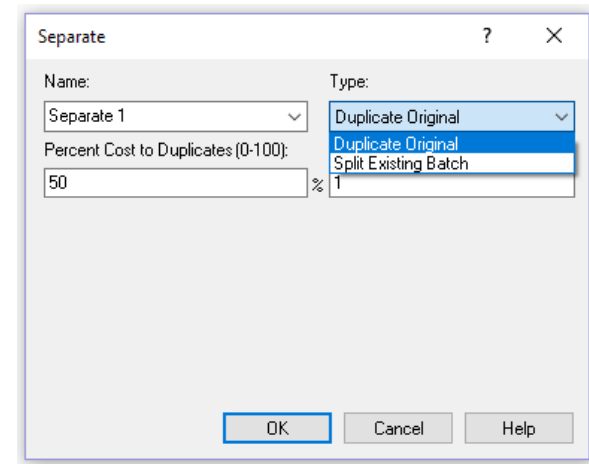 Separate ? ×
Name: Type:
Separate 1 Duplicate Original
Percent Cost to Duplicates (0-100): Duplicate Original
Split Existing Batch
50 % 1
OK Cancel Help